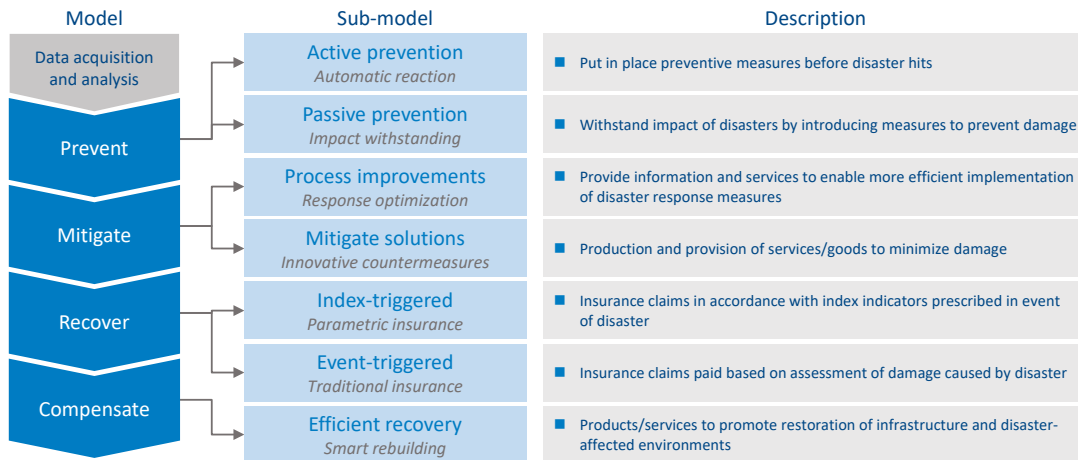 Model
Sub-model
Description
Data acquisition
and analysis
Prevent
Mitigate
Recover
Compensate
Active prevention
Automatic reaction
Put in place preventive measures before disaster hits
Passive prevention
Impact withstanding
Withstand impact of disasters by introducing measures to prevent damage
Process improvements
Response optimization
Provide information and services to enable more efficient implementation
of disaster response measures
Mitigate solutions
Innovative countermeasures
Production and provision of services/goods to minimize damage
Index-triggered
Parametric insurance
Insurance claims in accordance with index indicators prescribed in event
of disaster
Event-triggered
Traditional insurance
Insurance claims paid based on assessment of damage caused by disaster
Efficient recovery
Smart rebuilding
Products/services to promote restoration of infrastructure and disaster-
affected environments